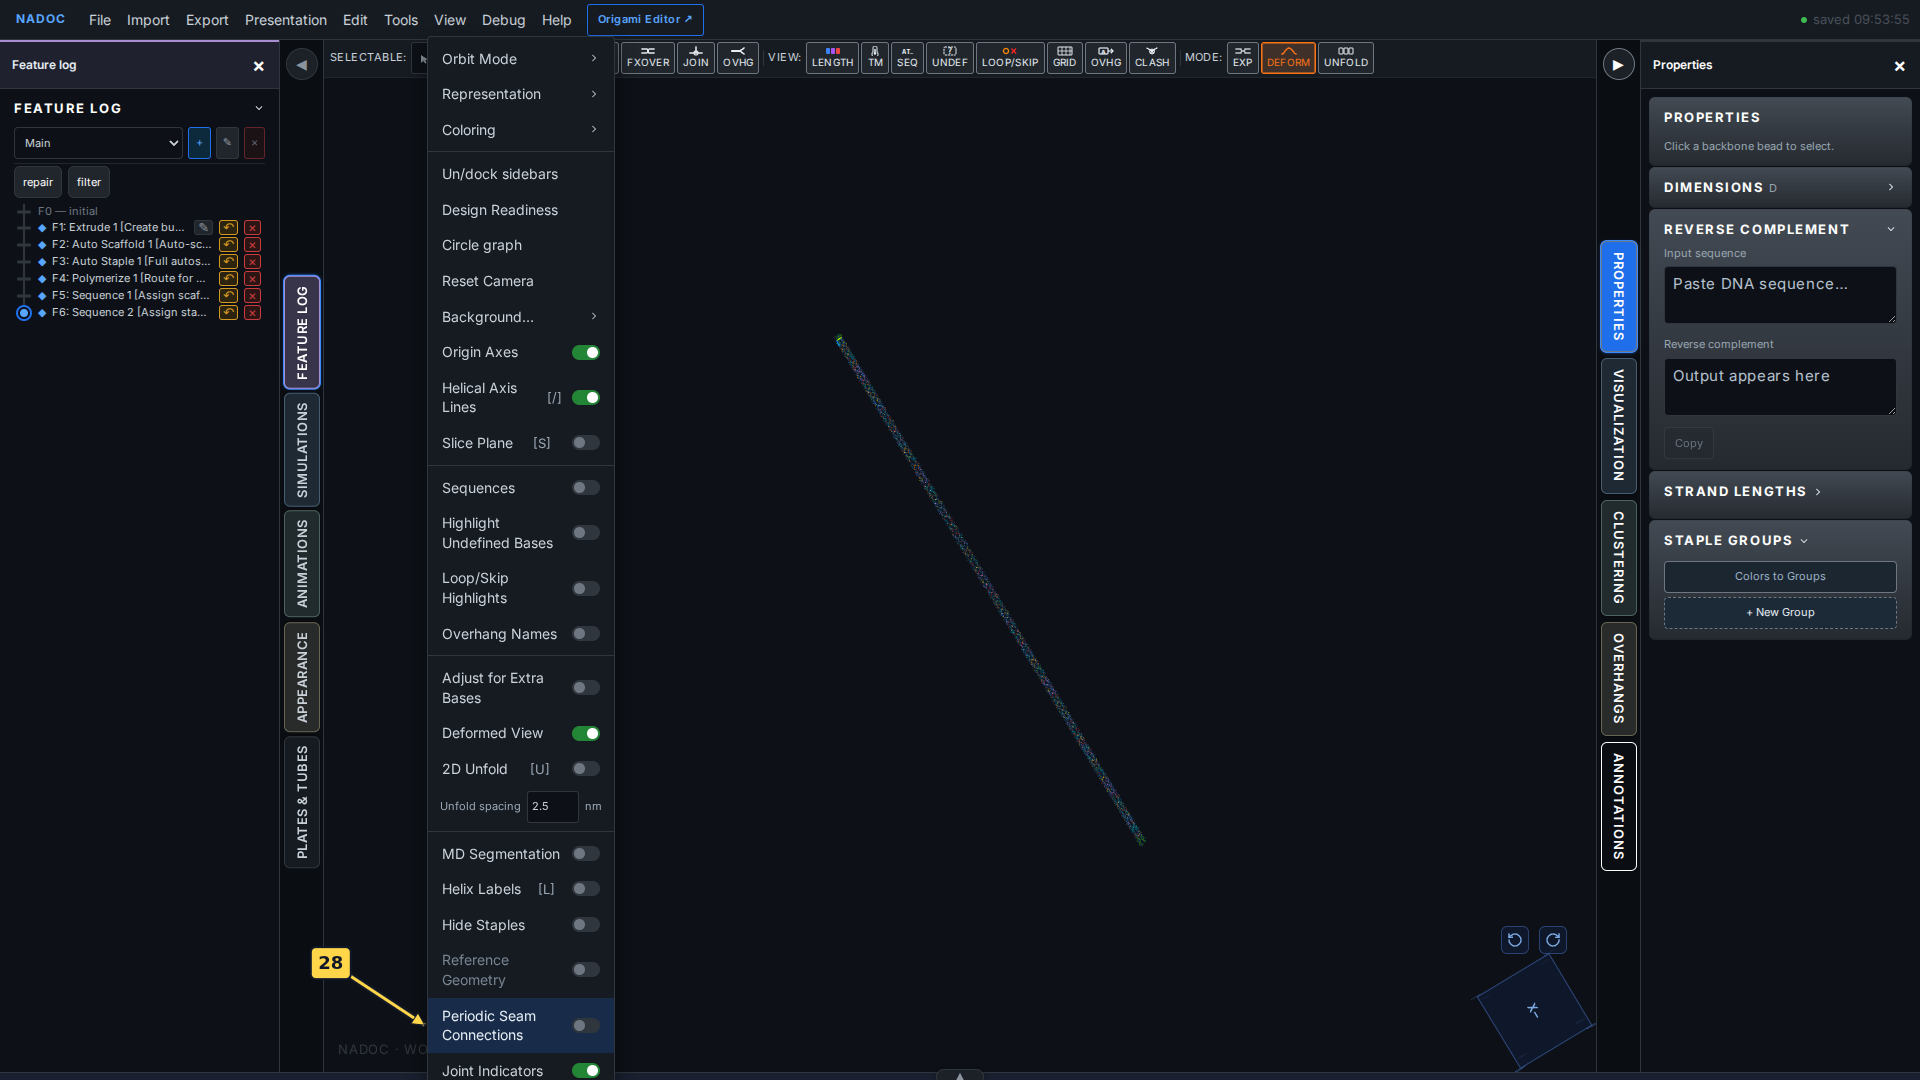 NADOC File Import Export Presentation Edit Tools View Debug Help Origami Editor ↗ saved 09:53:55
Feature log
FEATURE LOG
Main
+ ✎ ×
repair filter
F0 — initial
F1: Extrude 1 [Create bu...
F2: Auto Scaffold 1 [Auto-sc...
F3: Auto Staple 1 [Full autos...
F4: Polymerize 1 [Route for ...
F5: Sequence 1 [Assign scaf...
F6: Sequence 2 [Assign sta...
FEATURE LOG
SIMULATIONS
ANIMATIONS
APPEARANCE
PLATES & TUBES
SELECTABLE:
FXOVER JOIN OVHG VIEW: LENGTH TM SEQ UNDEF LOOP/SKIP GRID OVHG CLASH MODE: EXP DEFORM UNFOLD
Orbit Mode
Representation
Coloring
Un/dock sidebars
Design Readiness
Circle graph
Reset Camera
Background...
Origin Axes
Helical Axis
Lines [/]
Slice Plane [S]
Sequences
Highlight
Undefined Bases
Loop/Skip
Highlights
Overhang Names
Adjust for Extra
Bases
Deformed View
2D Unfold [U]
Unfold spacing 2.5 nm
MD Segmentation
Helix Labels [L]
Hide Staples
Reference
Geometry
Periodic Seam
Connections
Joint Indicators
28
NADOC · WO
PROPERTIES
VISUALIZATION
CLUSTERING
OVERHANGS
ANNOTATIONS
Properties
PROPERTIES
Click a backbone bead to select.
DIMENSIONS D
REVERSE COMPLEMENT
Input sequence
Paste DNA sequence...
Reverse complement
Output appears here
Copy
STRAND LENGTHS
STAPLE GROUPS
Colors to Groups
+ New Group